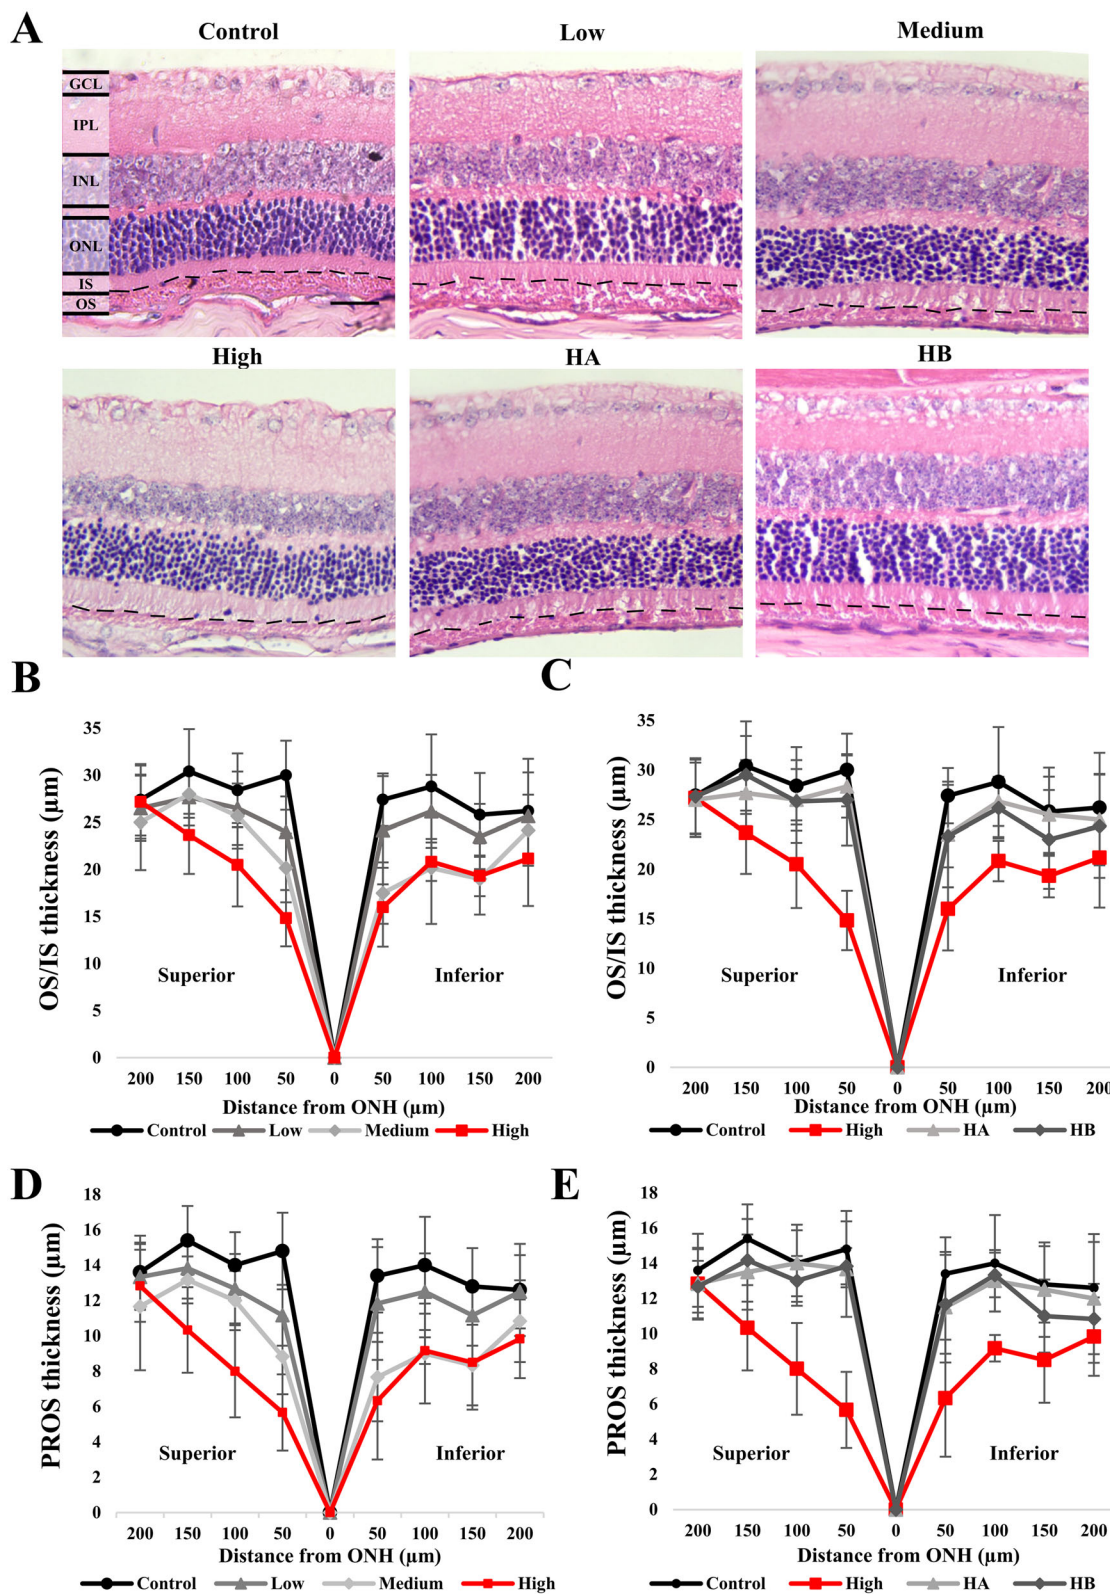 A
Control
Low
Medium
GCL
IPL
INL
ONL
IS
OS
High
HA
HB
B
OS/IS thickness (µm)
35
30
25
20
15
10
5
0
Superior
Inferior
200 150 100 50 0 50 100 150 200
Distance from ONH (µm)
Control Low Medium High
C
OS/IS thickness (µm)
35
30
25
20
15
10
5
0
Superior
Inferior
200 150 100 50 0 50 100 150 200
Distance from ONH (µm)
Control High HA HB
D
PROS thickness (µm)
18
16
14
12
10
8
6
4
2
0
Superior
Inferior
200 150 100 50 0 50 100 150 200
Distance from ONH (µm)
Control Low Medium High
E
PROS thickness (µm)
18
16
14
12
10
8
6
4
2
0
Superior
Inferior
200 150 100 50 0 50 100 150 200
Distance from ONH (µm)
Control High HA HB